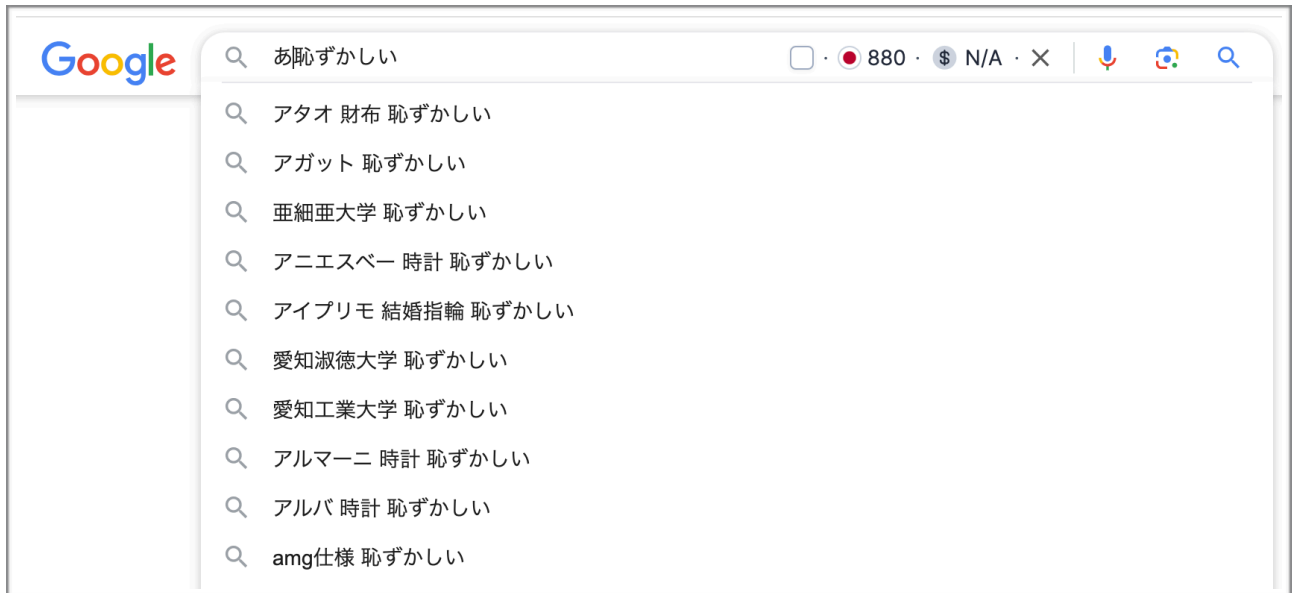 Google
あ恥ずかしい
880 · $ N/A ·
アタオ 財布 恥ずかしい
アガット 恥ずかしい
亜細亜大学 恥ずかしい
アニエスベー 時計 恥ずかしい
アイプリモ 結婚指輪 恥ずかしい
愛知淑徳大学 恥ずかしい
愛知工業大学 恥ずかしい
アルマーニ 時計 恥ずかしい
アルバ 時計 恥ずかしい
amg仕様 恥ずかしい